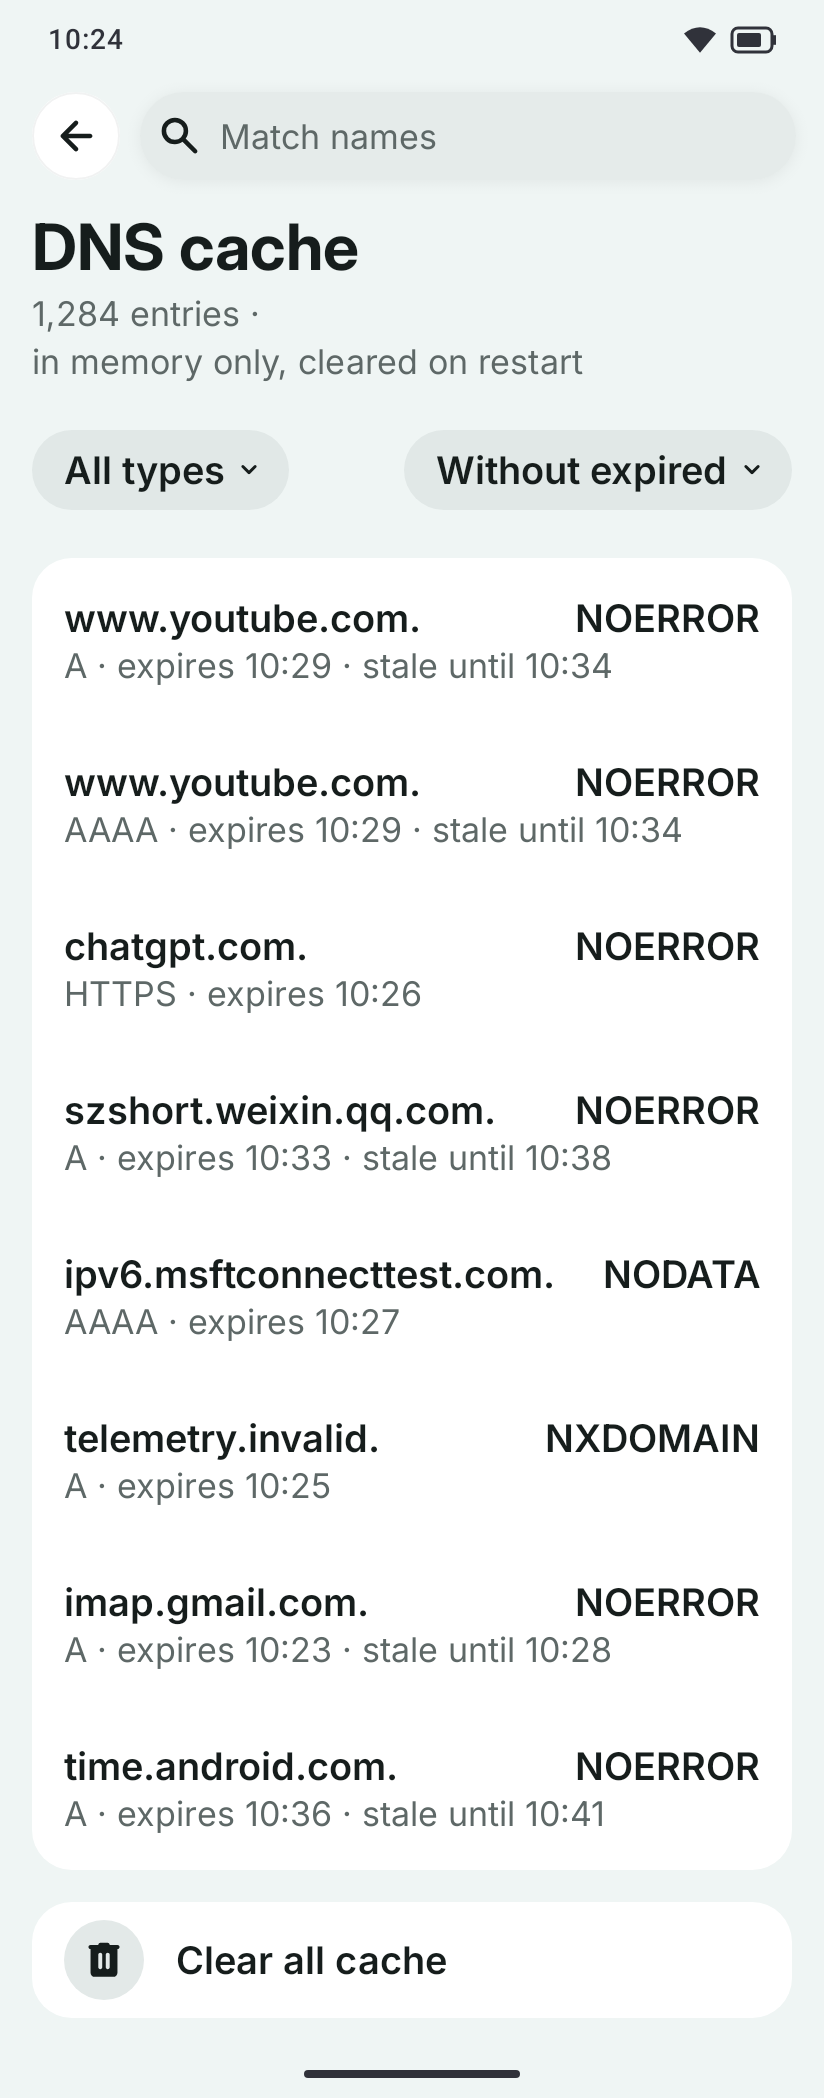 10:24
Match names
DNS cache
1,284 entries ·
in memory only, cleared on restart
All types
Without expired
www.youtube.com. NOERROR
A · expires 10:29 · stale until 10:34
www.youtube.com. NOERROR
AAAA · expires 10:29 · stale until 10:34
chatgpt.com. NOERROR
HTTPS · expires 10:26
szshort.weixin.qq.com. NOERROR
A · expires 10:33 · stale until 10:38
ipv6.msftconnecttest.com. NODATA
AAAA · expires 10:27
telemetry.invalid. NXDOMAIN
A · expires 10:25
imap.gmail.com. NOERROR
A · expires 10:23 · stale until 10:28
time.android.com. NOERROR
A · expires 10:36 · stale until 10:41
Clear all cache